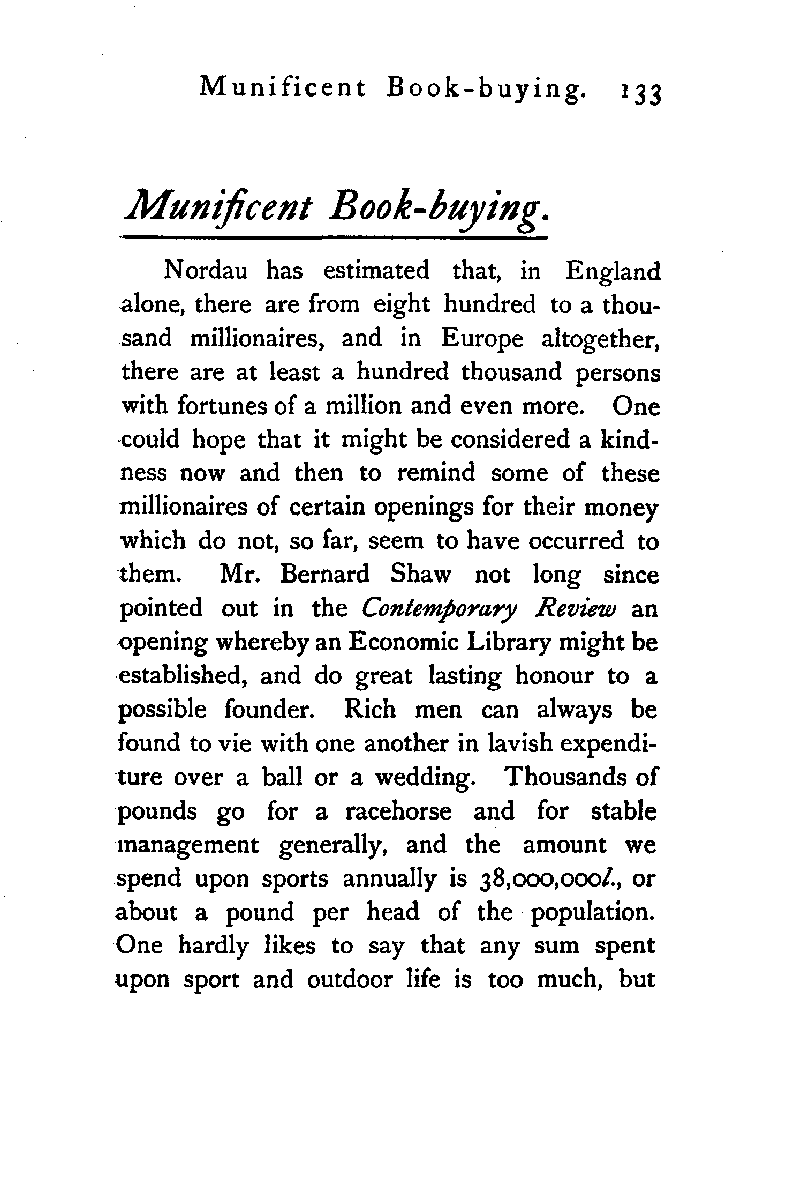 Munificent Book-buying. 133
Munificent Book-buying.
Nordau has estimated that, in England
alone, there are from eight hundred to a thou-
sand millionaires, and in Europe altogether,
there are at least a hundred thousand persons
with fortunes of a million and even more. One
could hope that it might be considered a kind-
ness now and then to remind some of these
millionaires of certain openings for their money
which do not, so far, seem to have occurred to
them. Mr. Bernard Shaw not long since
pointed out in the Contemporary Review an
opening whereby an Economic Library might be
established, and do great lasting honour to a
possible founder. Rich men can always be
found to vie with one another in lavish expendi-
ture over a ball or a wedding. Thousands of
pounds go for a racehorse and for stable
management generally, and the amount we
spend upon sports annually is 38,000,000l., or
about a pound per head of the population.
One hardly likes to say that any sum spent
upon sport and outdoor life is too much, but